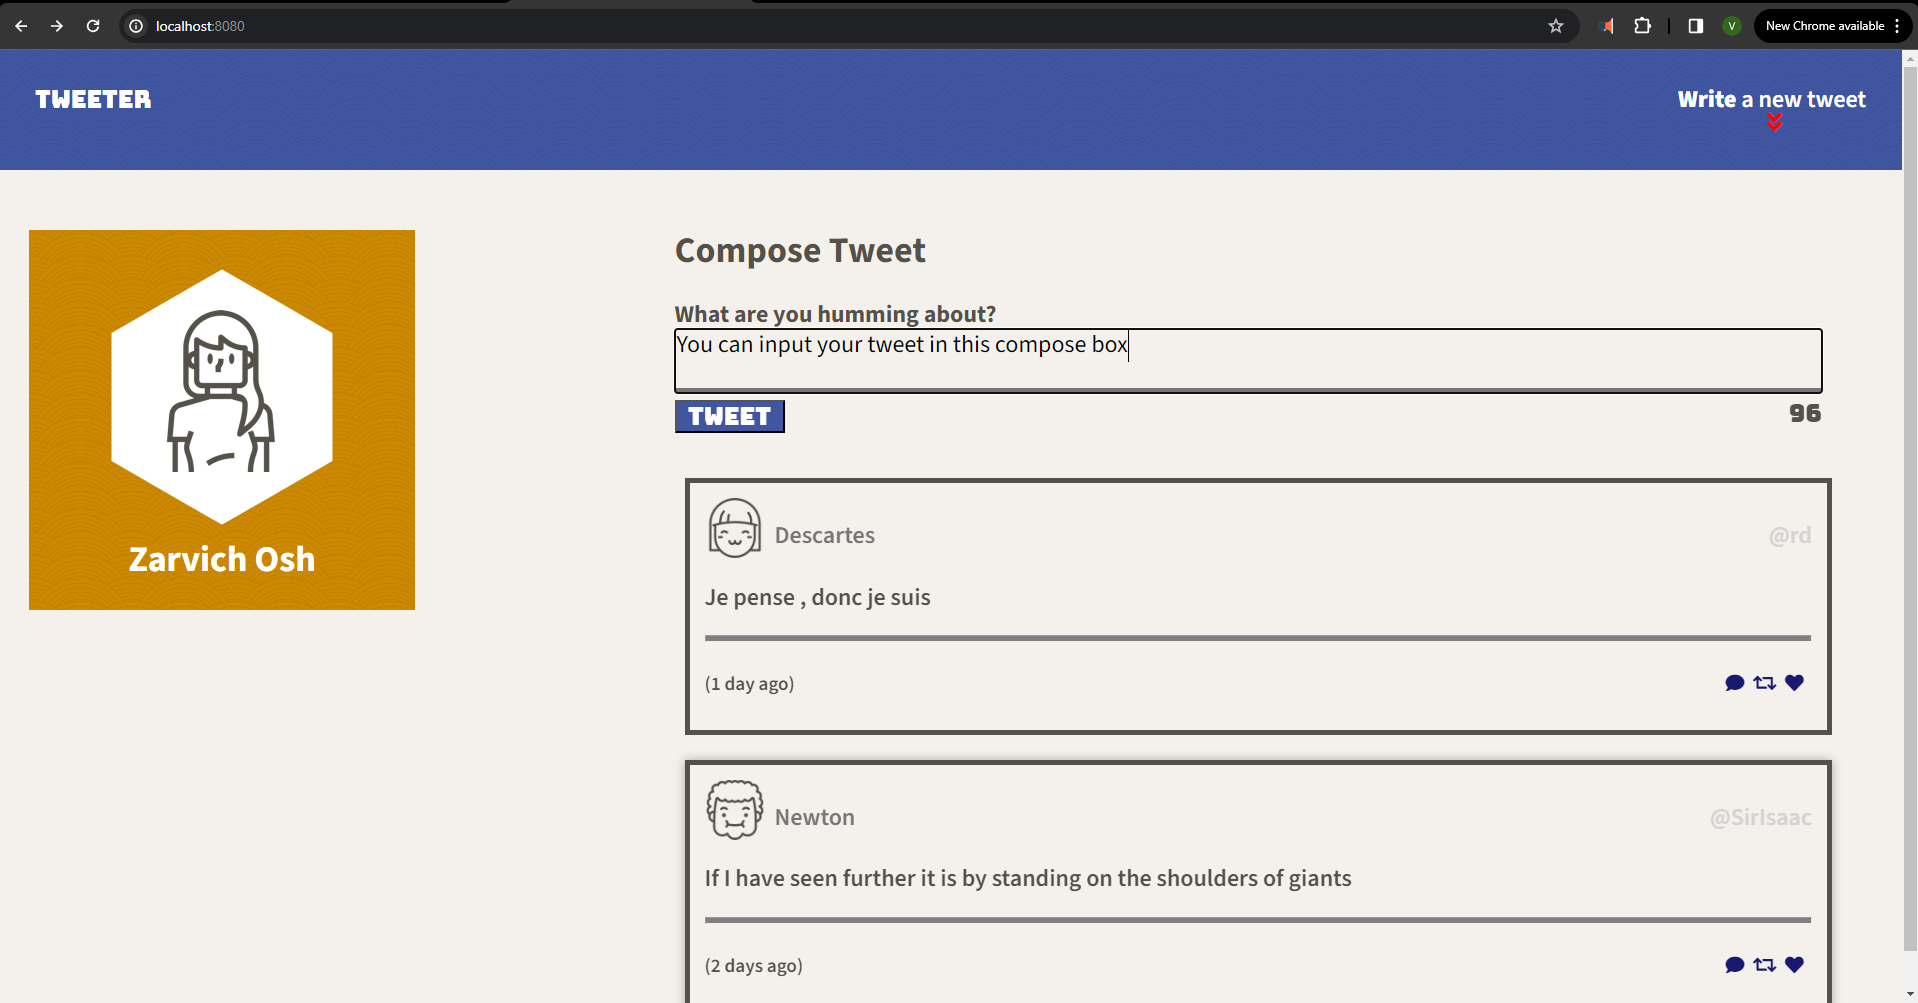 localhost:8080
V
New Chrome available
TWEETER
Write a new tweet
Zarvich Osh
Compose Tweet
What are you humming about?
You can input your tweet in this compose box
TWEET
96
Descartes
@rd
Je pense , donc je suis
(1 day ago)
Newton
@SirIsaac
If I have seen further it is by standing on the shoulders of giants
(2 days ago)